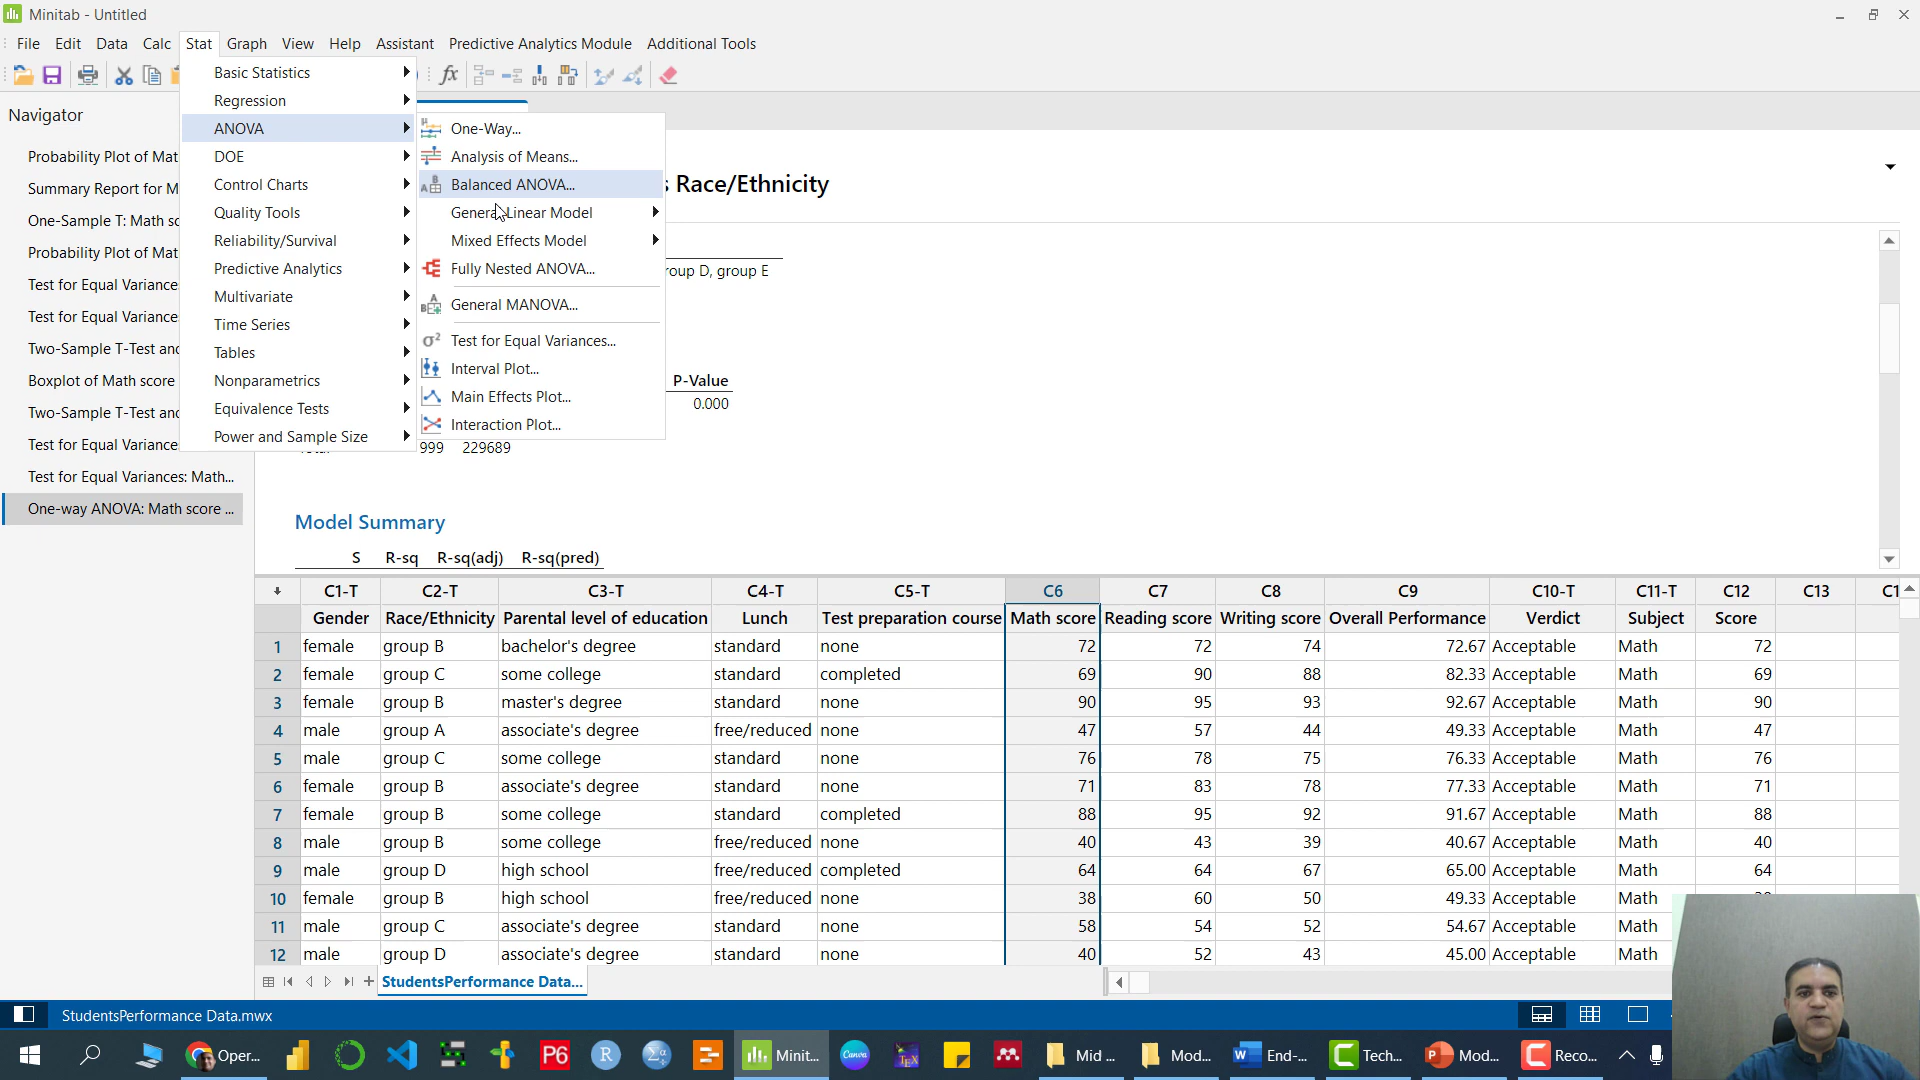 Minitab - Untitled
File Edit Data Calc Stat Graph View Help Assistant Predictive Analytics Module Additional Tools
Navigator
Probability Plot of Mat
Summary Report for M
One-Sample T: Math sc
Probability Plot of Mat
Test for Equal Variance
Test for Equal Variance
Two-Sample T-Test and
Boxplot of Math score
Two-Sample T-Test and
Test for Equal Variance
Test for Equal Variances: Math...
One-way ANOVA: Math score ...
Basic Statistics
Regression
ANOVA
DOE
Control Charts
Quality Tools
Reliability/Survival
Predictive Analytics
Multivariate
Time Series
Tables
Nonparametrics
Equivalence Tests
Power and Sample Size
One-Way...
Analysis of Means...
Balanced ANOVA...
General Linear Model
Mixed Effects Model
Fully Nested ANOVA...
General MANOVA...
Test for Equal Variances...
Interval Plot...
Main Effects Plot...
Interaction Plot...
Race/Ethnicity
roup D, group E
P-Value
0.000
999 229689
Model Summary
S R-sq R-sq(adj) R-sq(pred)
C1-T C2-T C3-T C4-T C5-T C6 C7 C8 C9 C10-T C11-T C12 C13 C1
Gender Race/Ethnicity Parental level of education Lunch Test preparation course Math score Reading score Writing score Overall Performance Verdict Subject Score
1 female group B bachelor's degree standard none 72 72 74 72.67 Acceptable Math 72
2 female group C some college standard completed 69 90 88 82.33 Acceptable Math 69
3 female group B master's degree standard none 90 95 93 92.67 Acceptable Math 90
4 male group A associate's degree free/reduced none 47 57 44 49.33 Acceptable Math 47
5 male group C some college standard none 76 78 75 76.33 Acceptable Math 76
6 female group B associate's degree standard none 71 83 78 77.33 Acceptable Math 71
7 female group B some college standard completed 88 95 92 91.67 Acceptable Math 88
8 male group B some college free/reduced none 40 43 39 40.67 Acceptable Math 40
9 male group D high school free/reduced completed 64 64 67 65.00 Acceptable Math 64
10 female group B high school free/reduced none 38 60 50 49.33 Acceptable Math
11 male group C associate's degree standard none 58 54 52 54.67 Acceptable Math
12 male group D associate's degree standard none 40 52 43 45.00 Acceptable Math
StudentsPerformance Data...
StudentsPerformance Data.mwx
Oper... P6 R Minit... Canva TEX Mid ... Mod... End-... Tech... Mod... Reco...